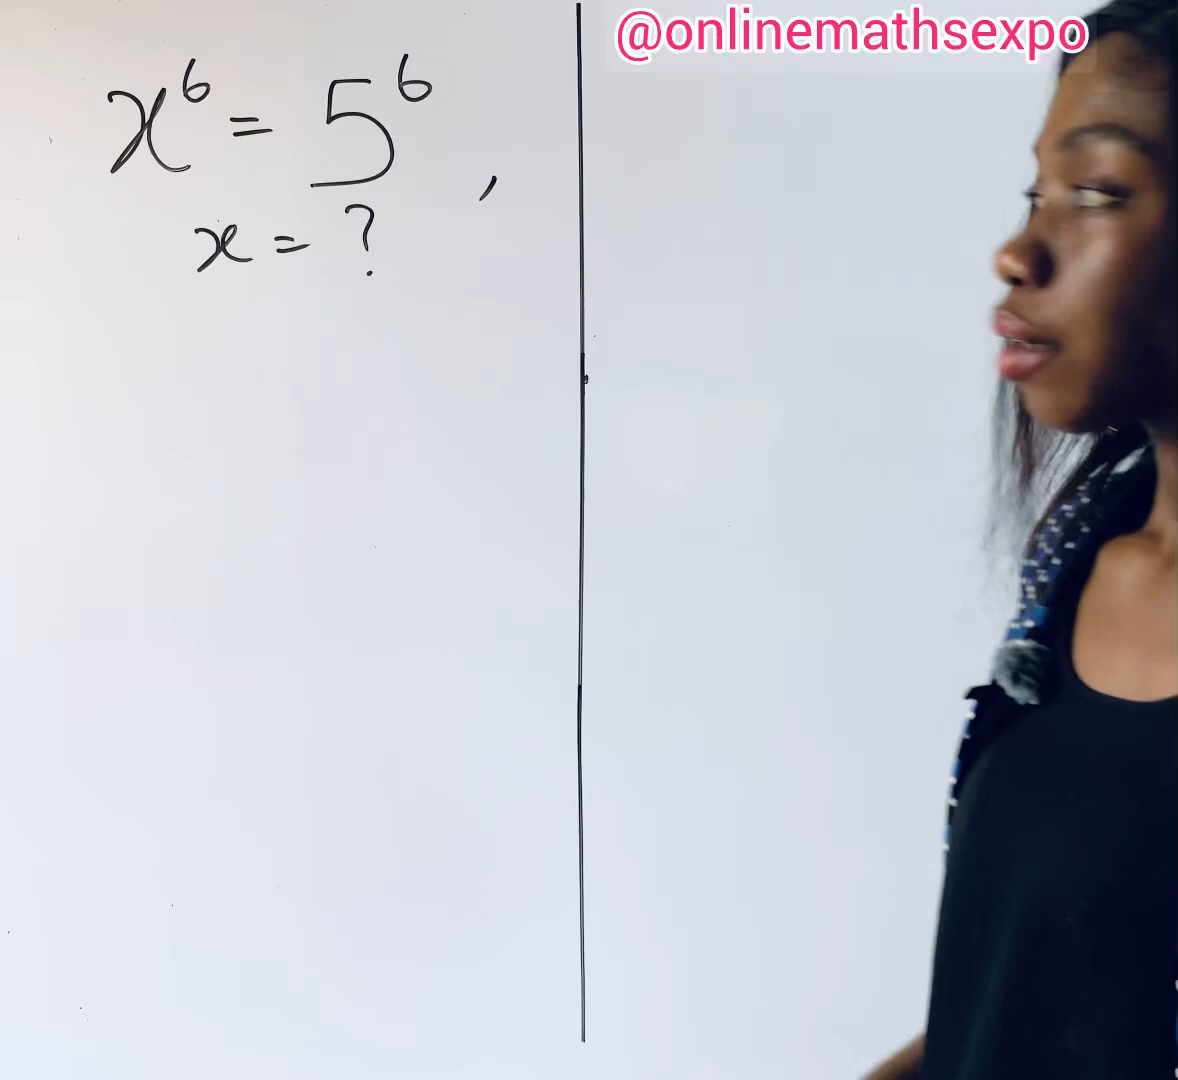 @onlinemathsexpo
x⁶ = 5⁶ ,
x = ?